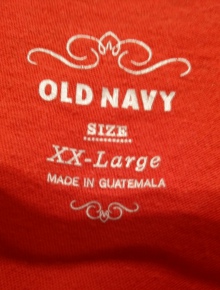 OLD NAVY
SIZE
XX-Large
MADE IN GUATEMALA